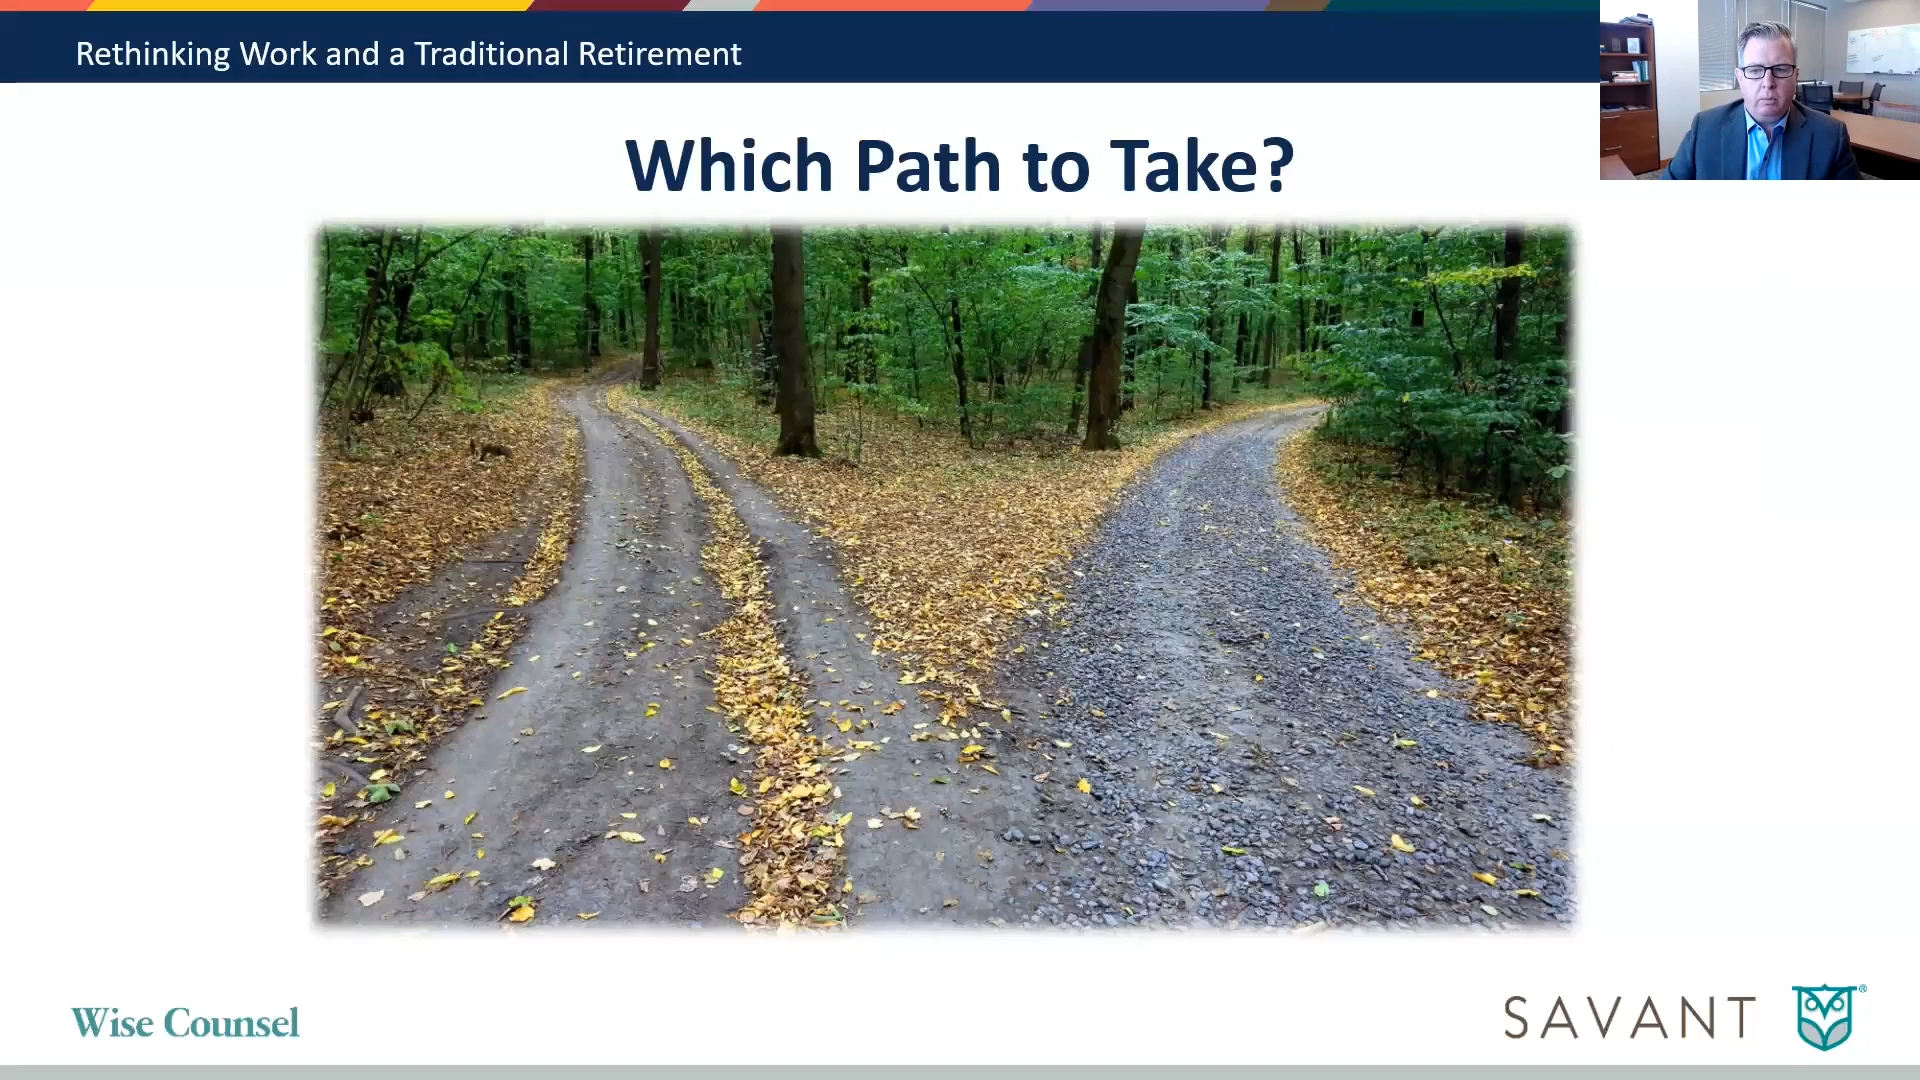 Rethinking Work and a Traditional Retirement
Which Path to Take?
Wise Counsel
SAVANT ®